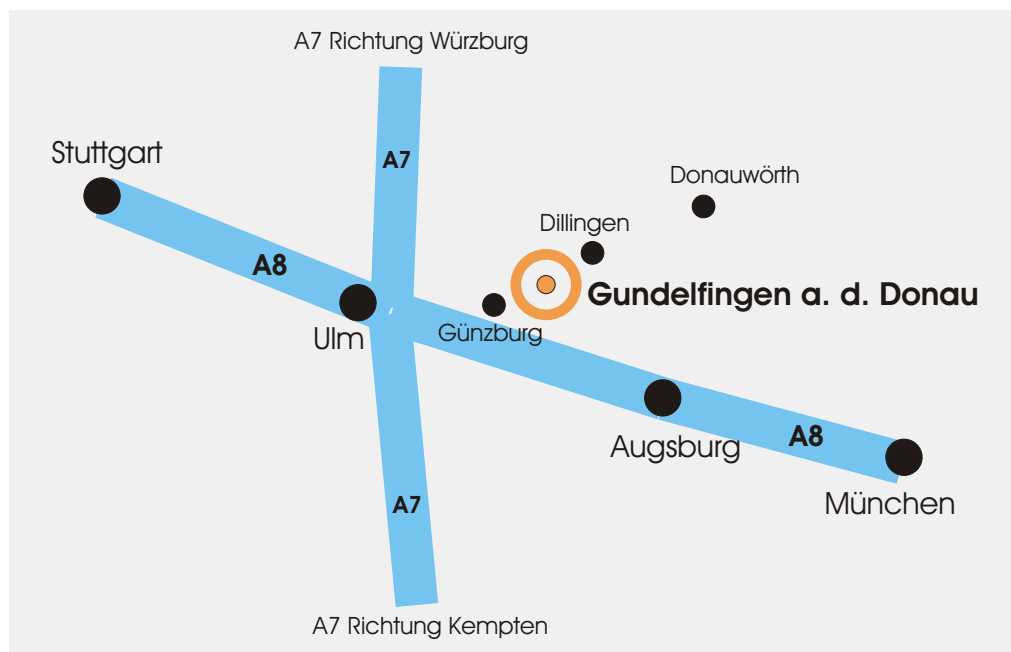 A7 Richtung Würzburg
Stuttgart
A7
Donauwörth
Dillingen
A8
Gundelfingen a. d. Donau
Ulm
Günzburg
A8
Augsburg
München
A7
A7 Richtung Kempten